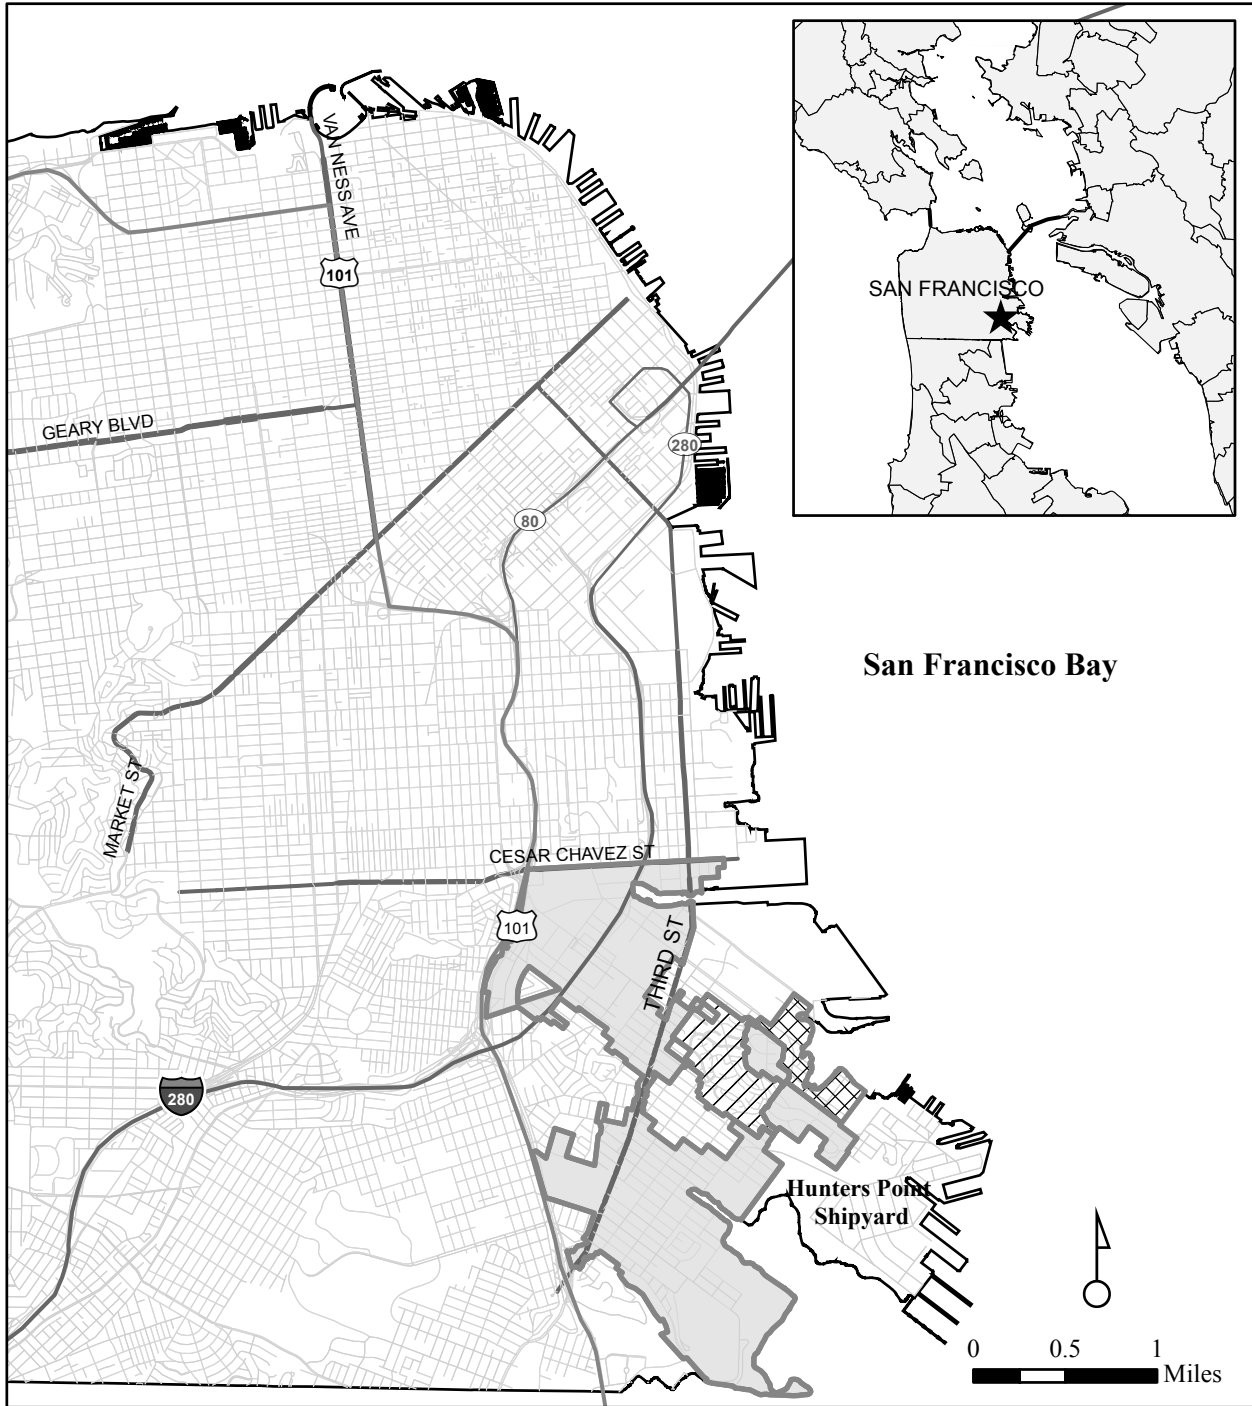 VAN NESS AVE
101
SAN FRANCISCO
GEARY BLVD
280
80
San Francisco Bay
MARKET ST
CESAR CHAVEZ ST
101
THIRD ST
280
Hunters Point
Shipyard
0 0.5 1
Miles